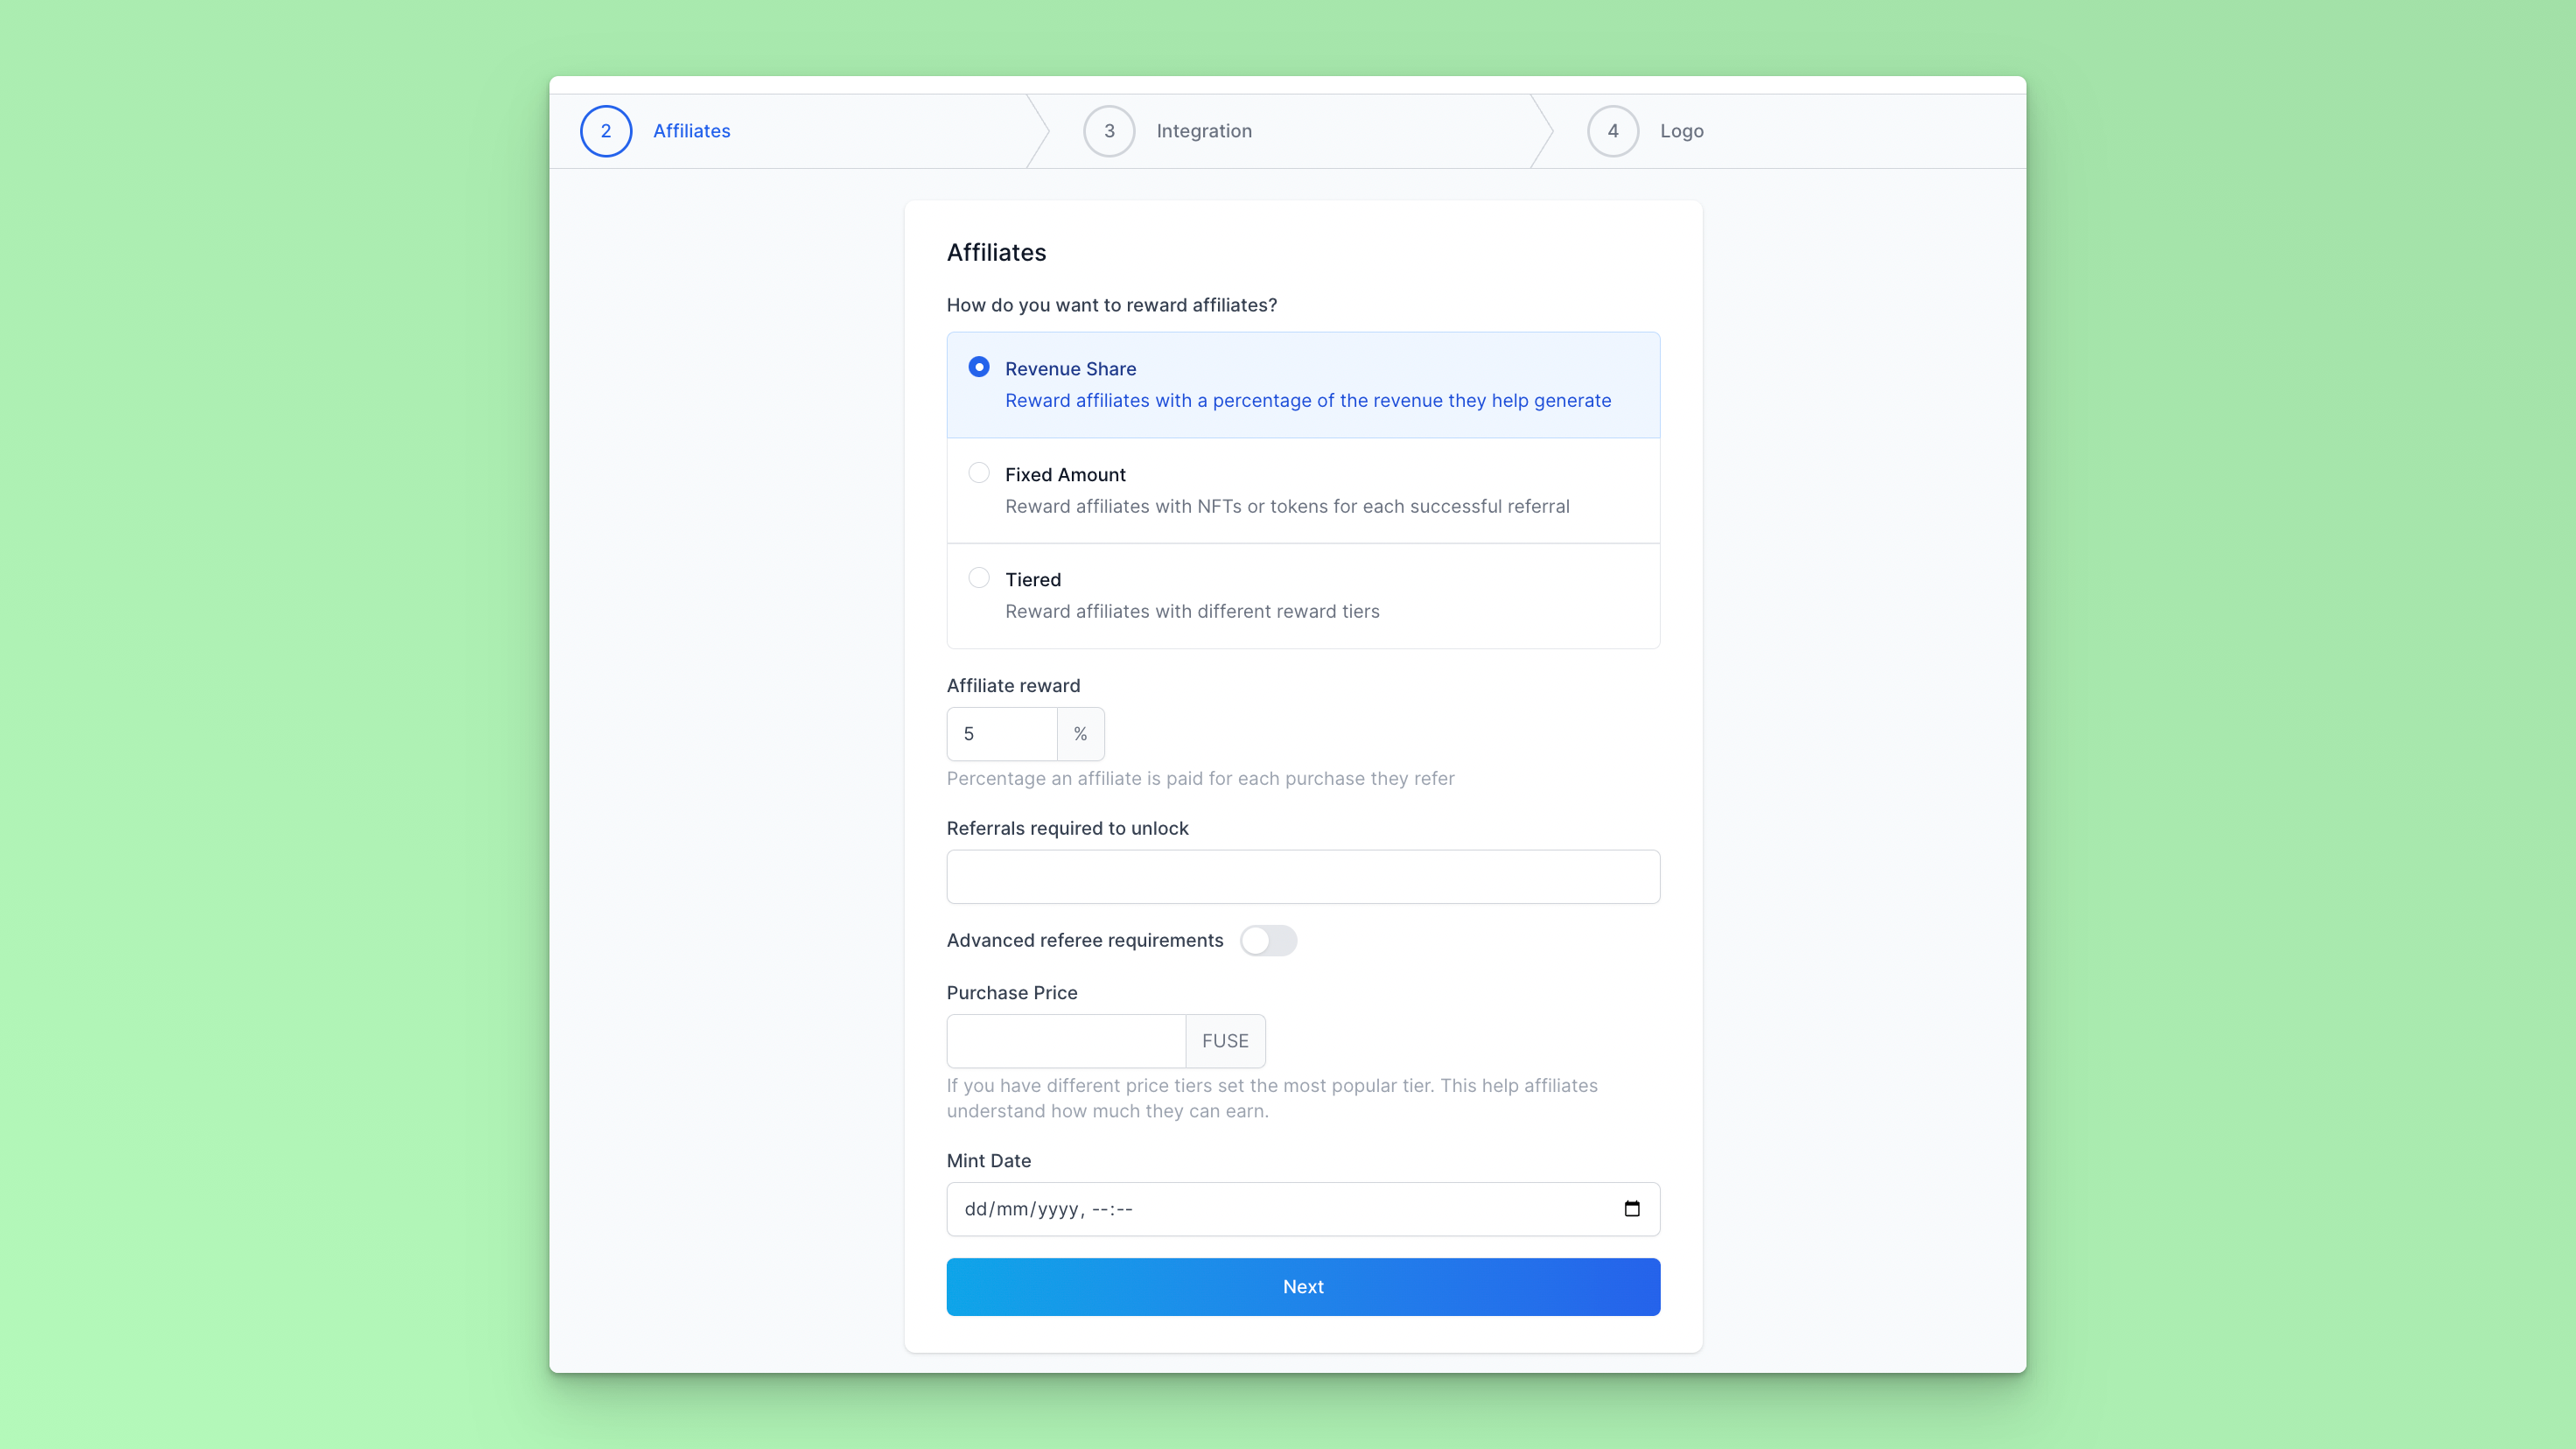 2 Affiliates
3 Integration
4 Logo
Affiliates
How do you want to reward affiliates?
Revenue Share
Reward affiliates with a percentage of the revenue they help generate
Fixed Amount
Reward affiliates with NFTs or tokens for each successful referral
Tiered
Reward affiliates with different reward tiers
Affiliate reward
5 %
Percentage an affiliate is paid for each purchase they refer
Referrals required to unlock
Advanced referee requirements
Purchase Price
FUSE
If you have different price tiers set the most popular tier. This help affiliates
understand how much they can earn.
Mint Date
dd/mm/yyyy, --:--
Next